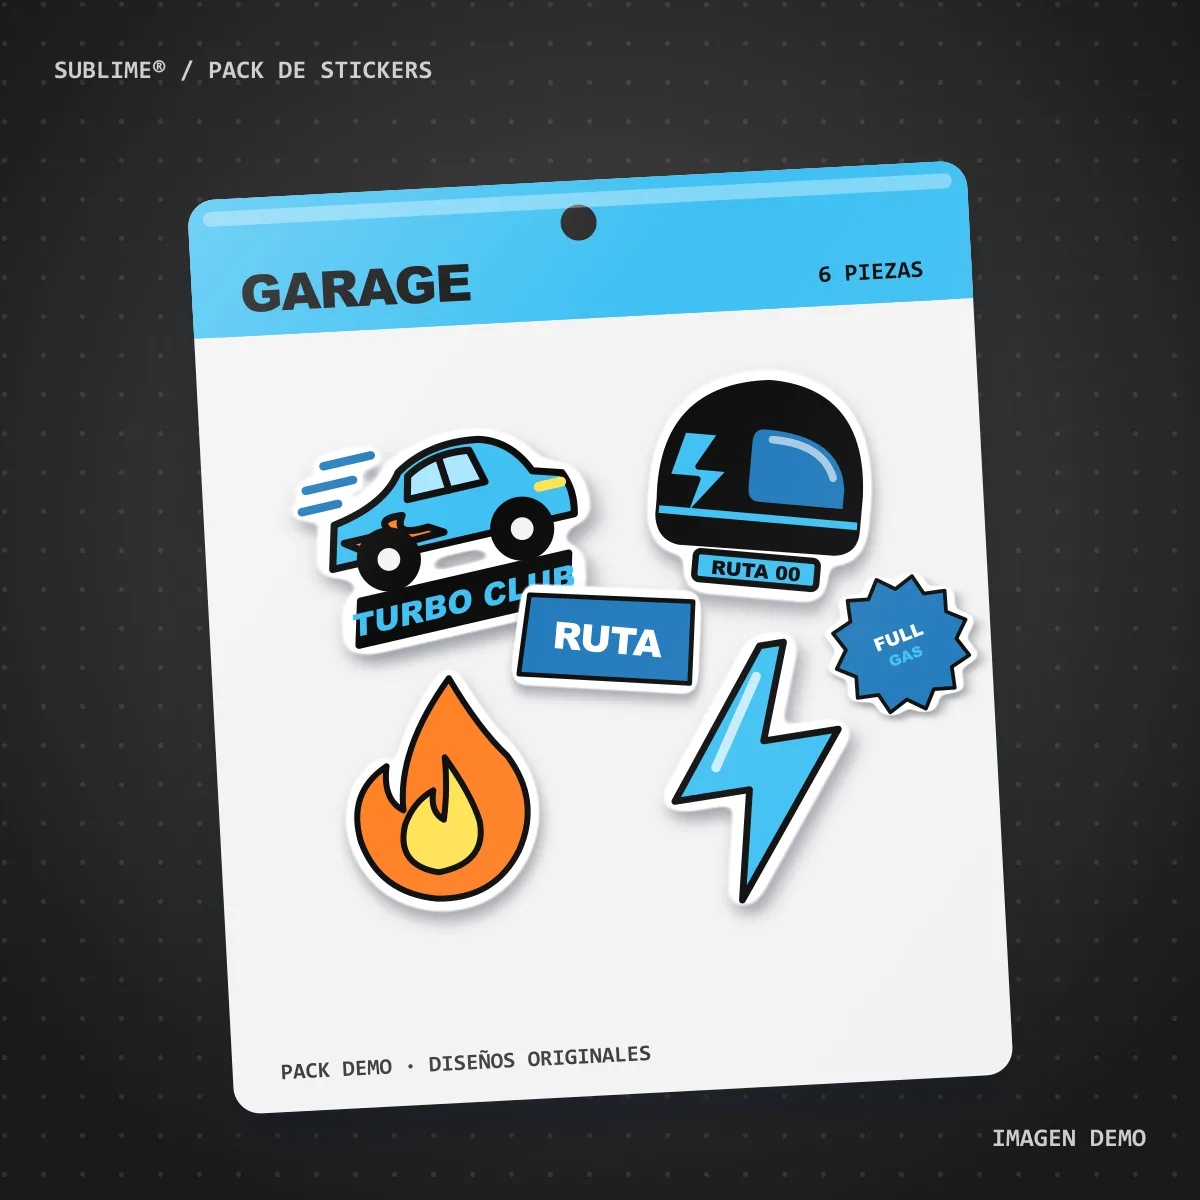 SUBLIME® / PACK DE STICKERS
GARAGE
6 PIEZAS
TURBO CLUB
RUTA 00
RUTA
FULL
GAS
PACK DEMO · DISEÑOS ORIGINALES
IMAGEN DEMO